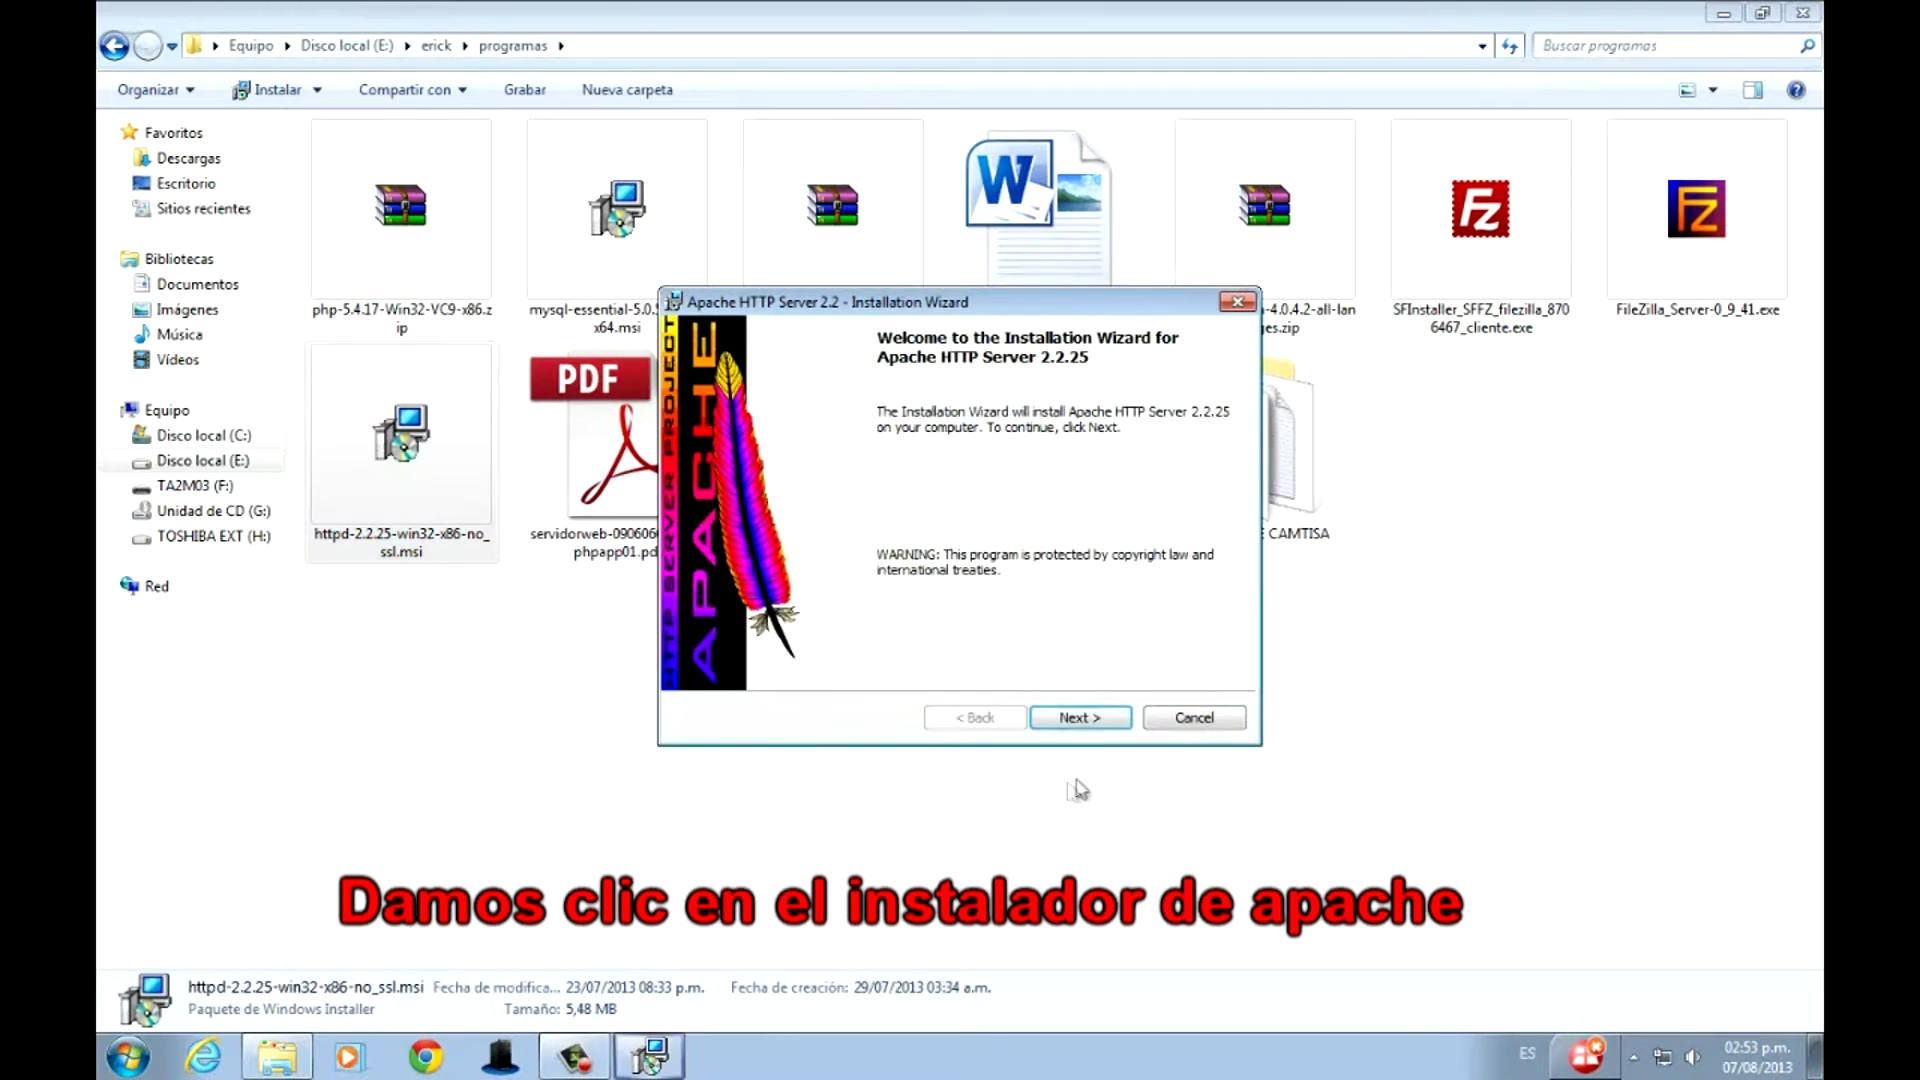 Equipo Disco local (E:) erick programas
Buscar programas
Organizar Instalar Compartir con Grabar Nueva carpeta
Favoritos
Descargas
Escritorio
Sitios recientes
Bibliotecas
Documentos
Imágenes
Música
Vídeos
Equipo
Disco local (C:)
Disco local (E:)
TA2M03 (F:)
Unidad de CD (G:)
TOSHIBA EXT (H:)
Red
php-5.4.17-Win32-VC9-x86.z
ip
mysql-essential-5.0.
x64.msi
-4.0.4.2-all-lan
es.zip
SFInstaller_SFFZ_filezilla_870
6467_cliente.exe
FileZilla_Server-0_9_41.exe
httpd-2.2.25-win32-x86-no_
ssl.msi
PDF
servidorweb-090606
phpapp01.pd
CAMTISA
Apache HTTP Server 2.2 - Installation Wizard
HTTP SERVER PROJECT
APACHE
Welcome to the Installation Wizard for
Apache HTTP Server 2.2.25
The Installation Wizard will install Apache HTTP Server 2.2.25
on your computer. To continue, click Next.
WARNING: This program is protected by copyright law and
international treaties.
< Back Next > Cancel
Damos clic en el instalador de apache
httpd-2.2.25-win32-x86-no_ssl.msi Fecha de modifica... 23/07/2013 08:33 p.m. Fecha de creación: 29/07/2013 03:34 a.m.
Paquete de Windows Installer Tamaño: 5,48 MB
ES
02:53 p.m.
07/08/2013